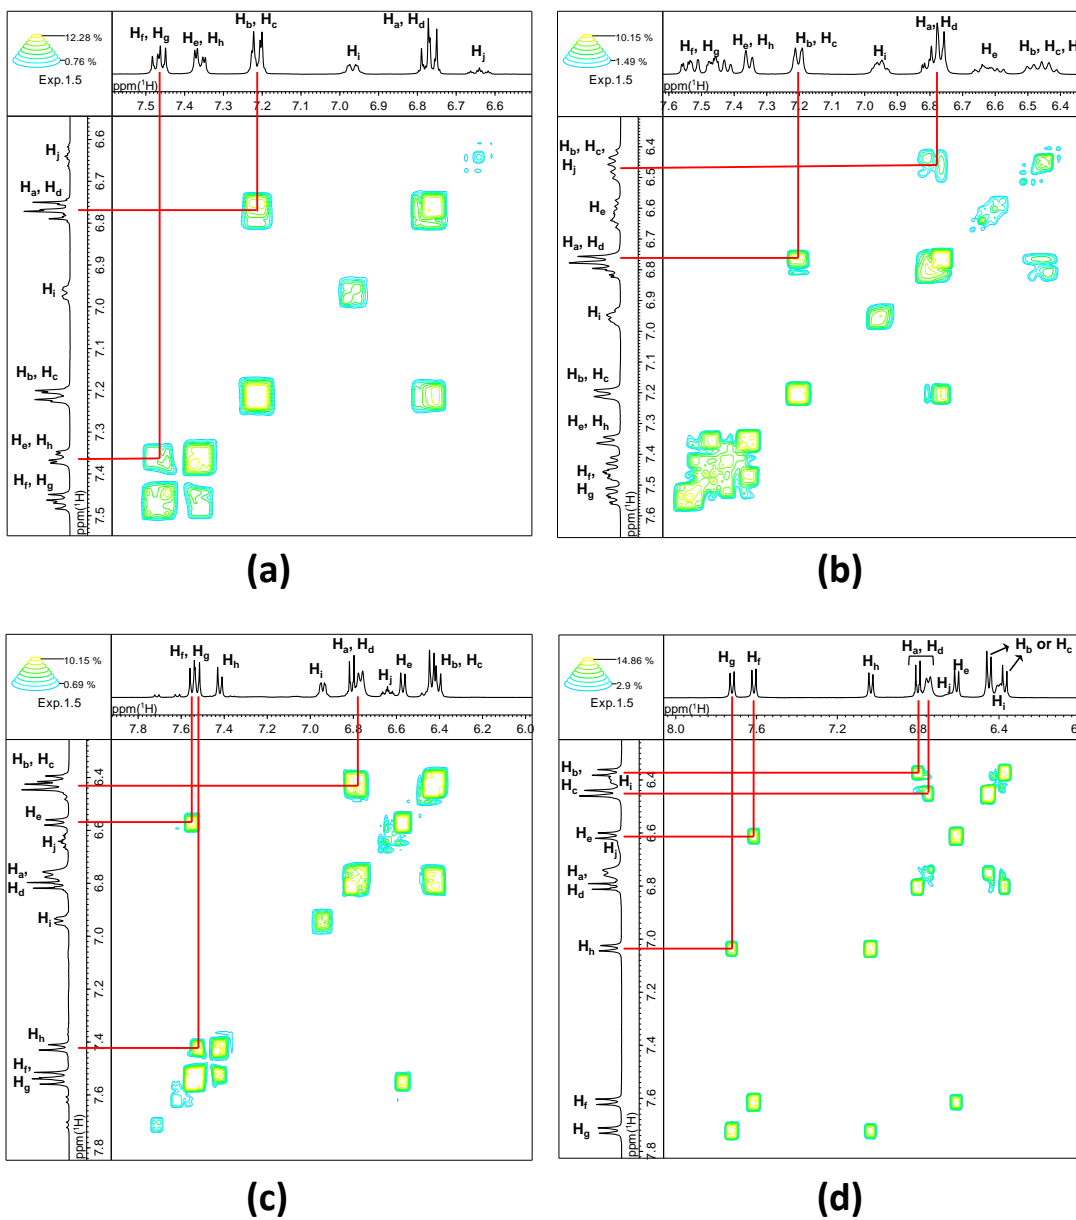 12.28 %
0.76 %
Exp.1.5
Hf, Hg
He, Hh
Hb, Hc
Hi
Ha, Hd
Hj
ppm(¹H)
7.5 7.4 7.3 7.2 7.1 7.0 6.9 6.8 6.7 6.6
Hj
Ha, Hd
Hi
Hb, Hc
He, Hh
Hf, Hg
6.6
6.7
6.8
6.9
7.0
7.1
7.2
7.3
7.4
7.5
ppm(¹H)
(a)
10.15 %
1.49 %
Exp.1.5
Hf, Hg
He, Hh
Hb, Hc
Hi
Ha, Hd
He
Hb, Hc, H
ppm(¹H)
7.6 7.5 7.4 7.3 7.2 7.1 7.0 6.9 6.8 6.7 6.6 6.5 6.4
Hb, Hc,
Hj
He
Ha, Hd
Hi
Hb, Hc
He, Hh
Hf,
Hg
6.4
6.5
6.6
6.7
6.8
6.9
7.0
7.1
7.2
7.3
7.4
7.5
7.6
ppm(¹H)
(b)
10.15 %
0.69 %
Exp.1.5
Hf, Hg
Hh
Hi
Ha, Hd
Hj
He
Hb, Hc
ppm(¹H)
7.8 7.6 7.4 7.2 7.0 6.8 6.6 6.4 6.2 6.0
Hb, Hc
He
Hj
Ha,
Hd
Hi
Hh
Hf,
Hg
6.4
6.6
6.8
7.0
7.2
7.4
7.6
7.8
ppm(¹H)
(c)
14.86 %
2.9 %
Exp.1.5
Hg
Hf
Hh
Ha, Hd
Hj
He
Hb or Hc
Hi
ppm(¹H)
8.0 7.6 7.2 6.8 6.4
Hb,
Hi
Hc
He
Hj
Ha,
Hd
Hh
Hf
Hg
6.4
6.6
6.8
7.0
7.2
7.4
7.6
7.8
ppm(¹H)
(d)